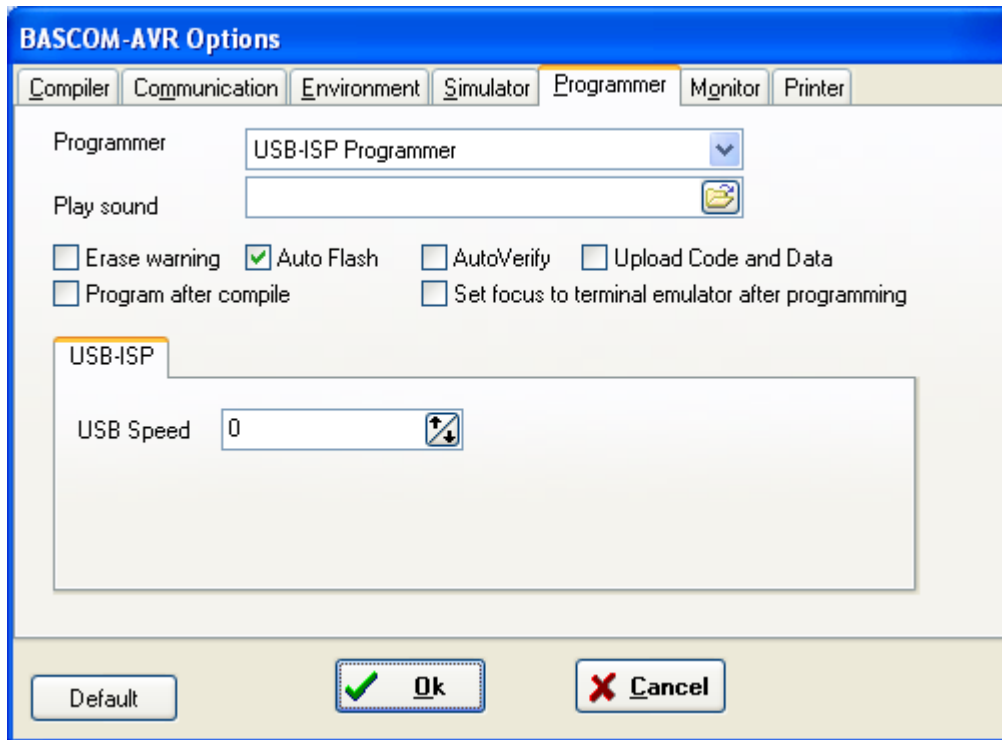 BASCOM-AVR Options
Compiler Communication Environment Simulator Programmer Monitor Printer
Programmer USB-ISP Programmer
Play sound
Erase warning Auto Flash AutoVerify Upload Code and Data
Program after compile Set focus to terminal emulator after programming
USB-ISP
USB Speed 0
Default Ok Cancel